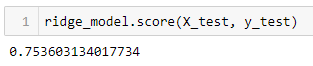 1 ridge_model.score(X_test, y_test)
0.753603134017734